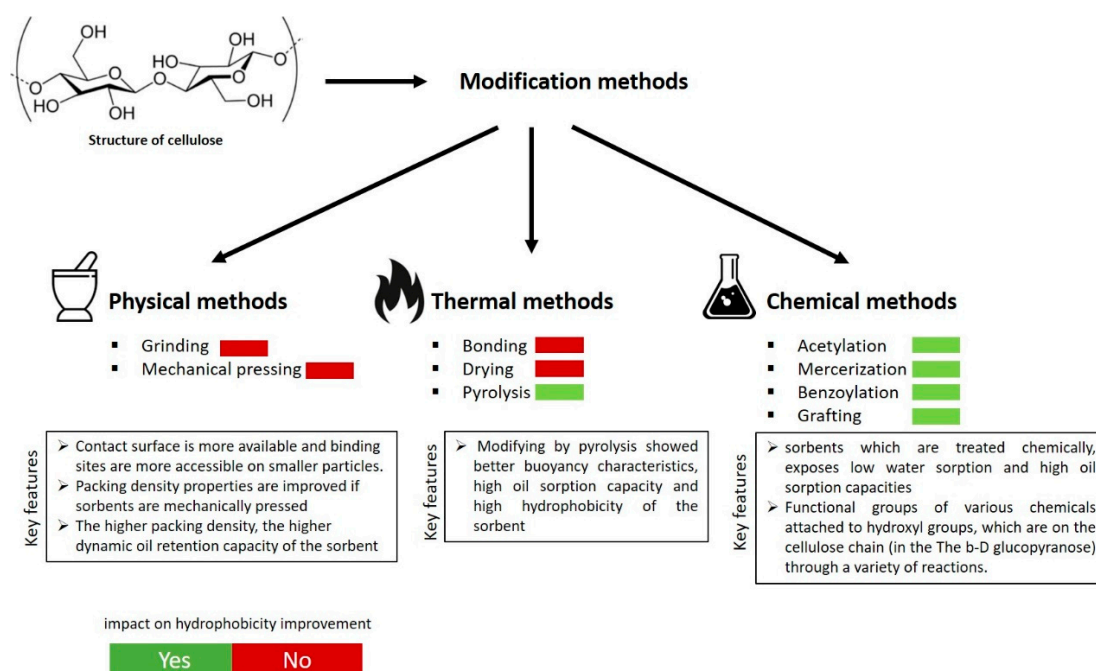 OH
OH
HO
O
O
O
O
O
HO
OH
HO
OH
Structure of cellulose
Modification methods
Physical methods
▪ Grinding
▪ Mechanical pressing
Key features
➢ Contact surface is more available and binding
sites are more accessible on smaller particles.
➢ Packing density properties are improved if
sorbents are mechanically pressed
➢ The higher packing density, the higher
dynamic oil retention capacity of the sorbent
Thermal methods
▪ Bonding
▪ Drying
▪ Pyrolysis
Key features
➢ Modifying by pyrolysis showed
better buoyancy characteristics,
high oil sorption capacity and
high hydrophobicity of the
sorbent
Chemical methods
▪ Acetylation
▪ Mercerization
▪ Benzoylation
▪ Grafting
Key features
➢ sorbents which are treated chemically,
exposes low water sorption and high oil
sorption capacities
➢ Functional groups of various chemicals
attached to hydroxyl groups, which are on the
cellulose chain (in the The b-D glucopyranose)
through a variety of reactions.
impact on hydrophobicity improvement
Yes No